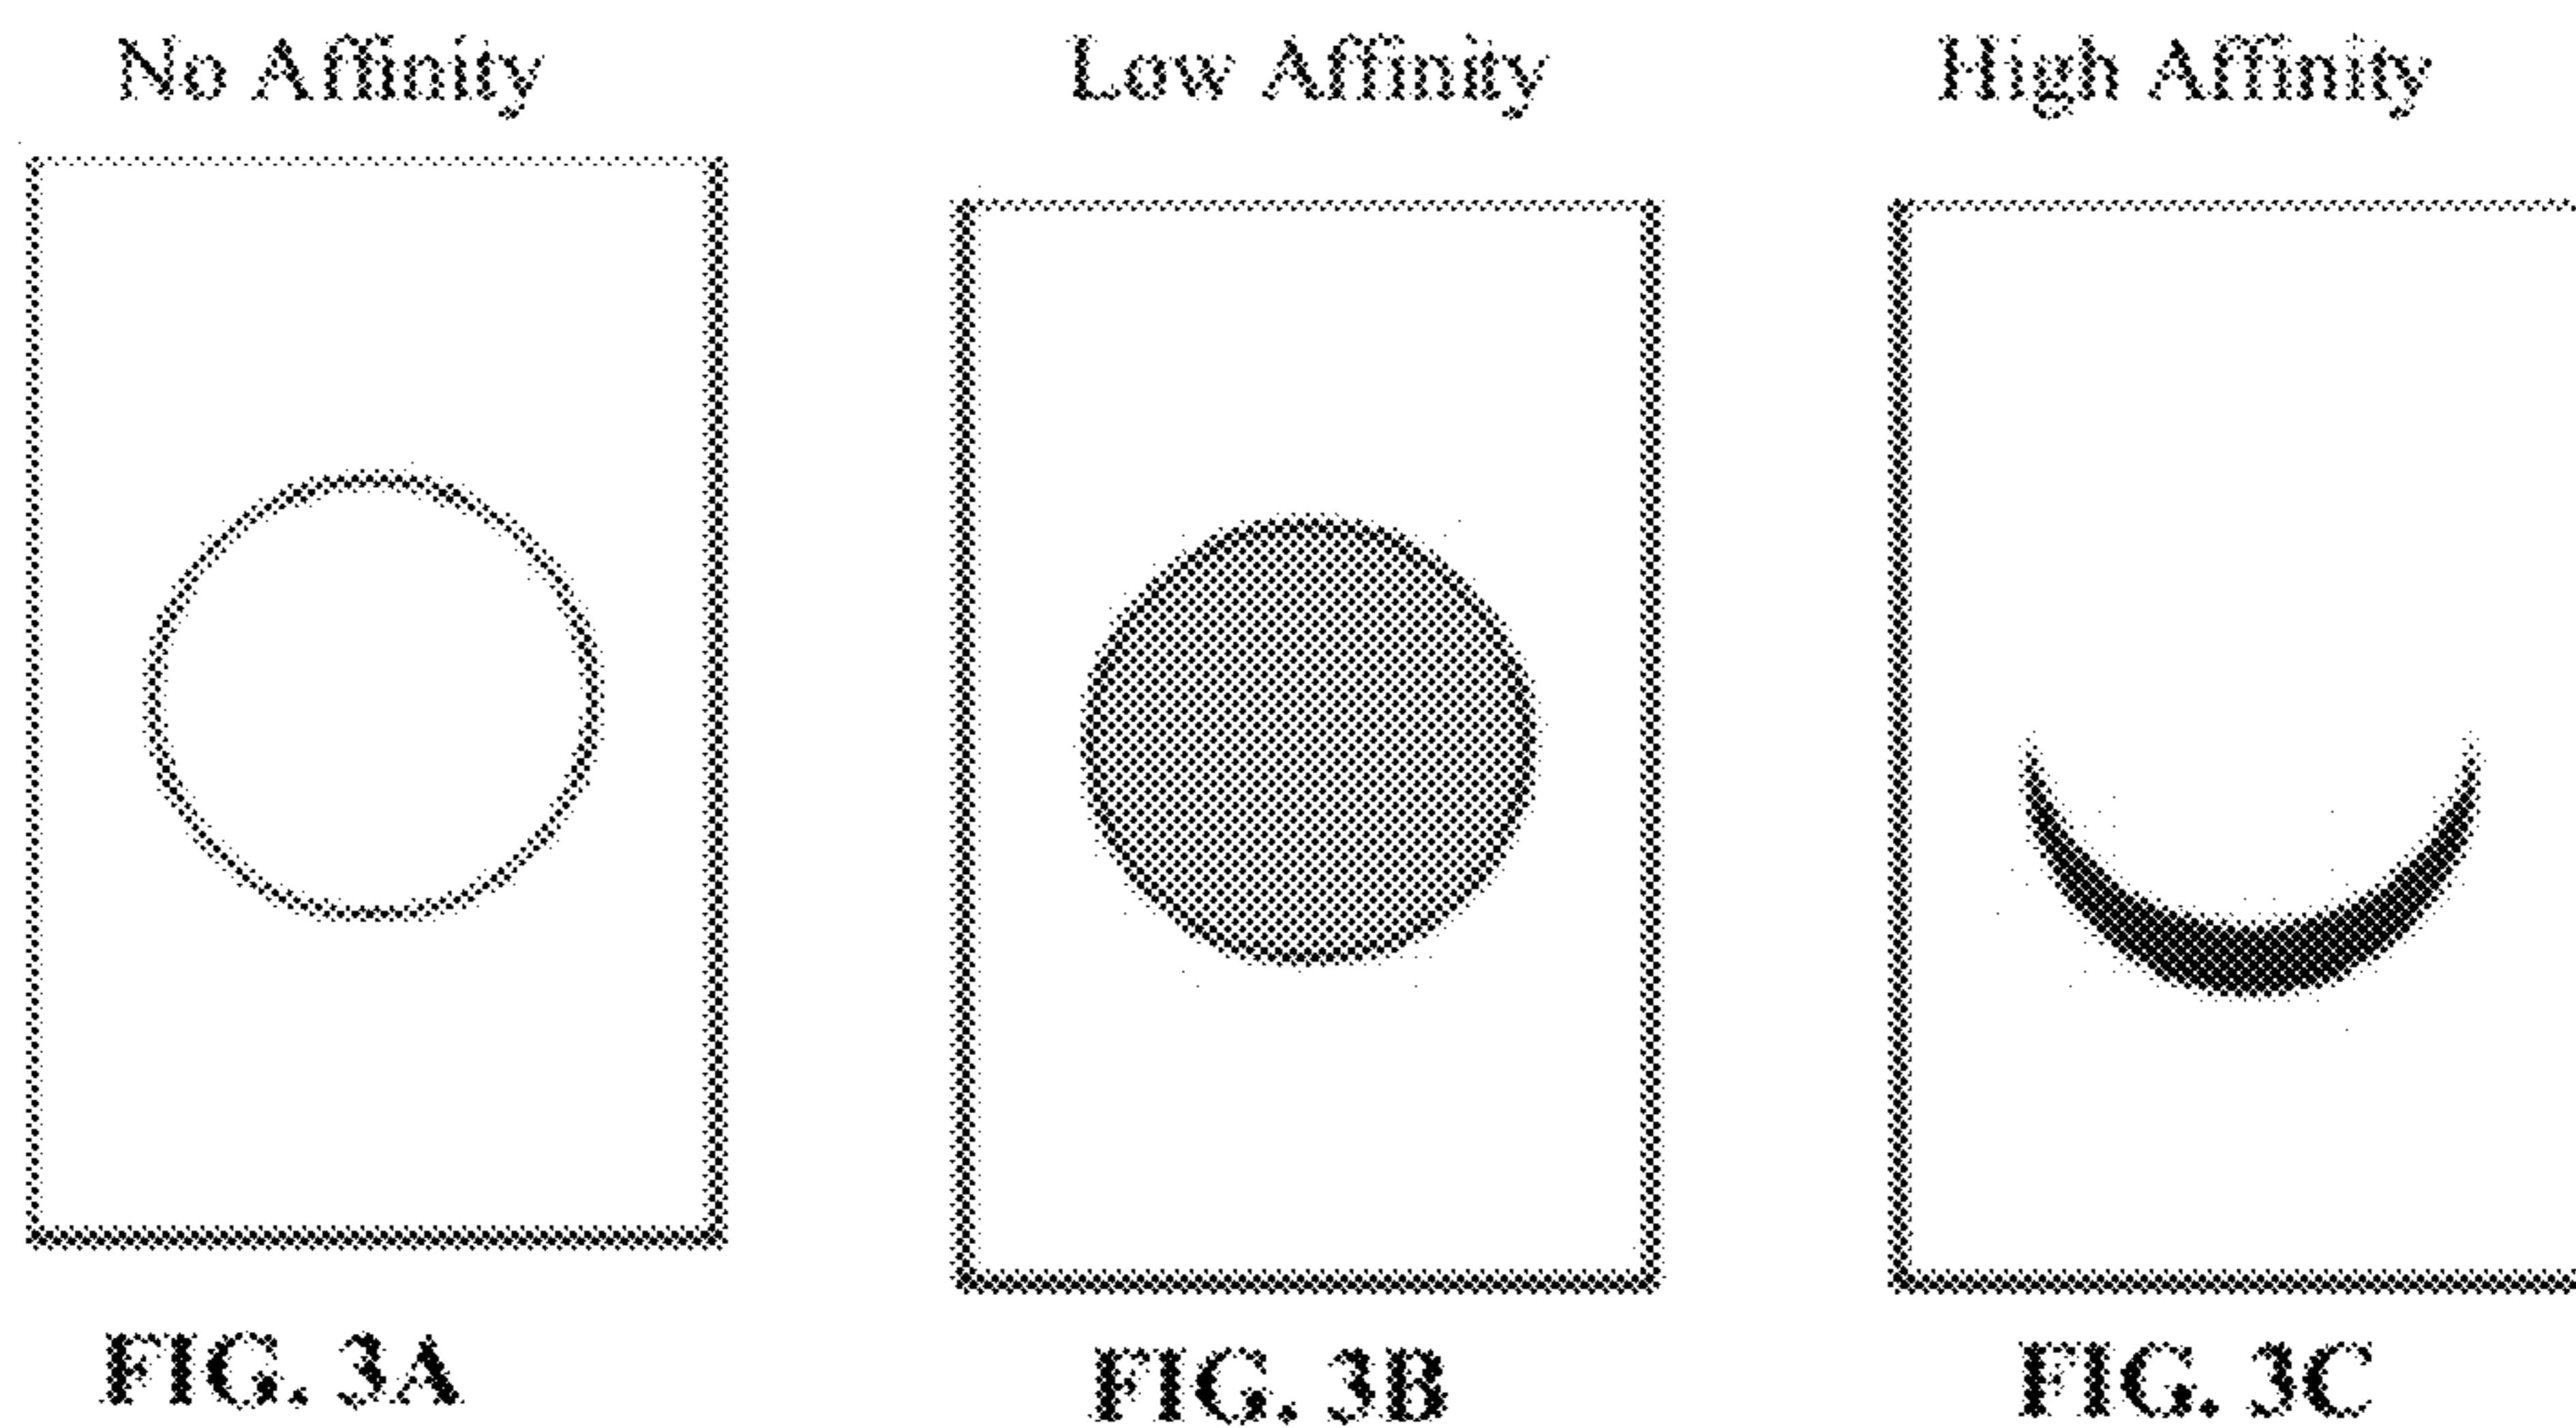 No Affinity
Low Affinity
High Affinity
FIG. 3A
FIG. 3B
FIG. 3C